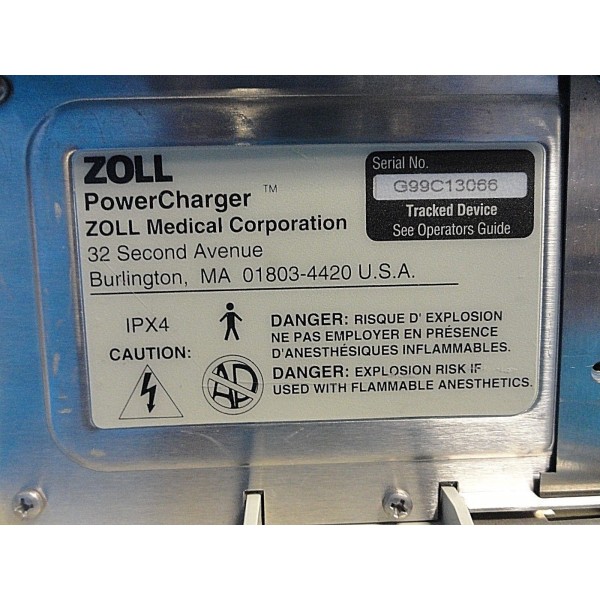 ZOLL
PowerCharger ™
ZOLL Medical Corporation
32 Second Avenue
Burlington, MA 01803-4420 U.S.A.
Serial No.
G99C13066
Tracked Device
See Operators Guide
IPX4
CAUTION:
DANGER: RISQUE D' EXPLOSION
NE PAS EMPLOYER EN PRÉSENCE
D'ANESTHÉSIQUES INFLAMMABLES.
AD
DANGER: EXPLOSION RISK IF
USED WITH FLAMMABLE ANESTHETICS.